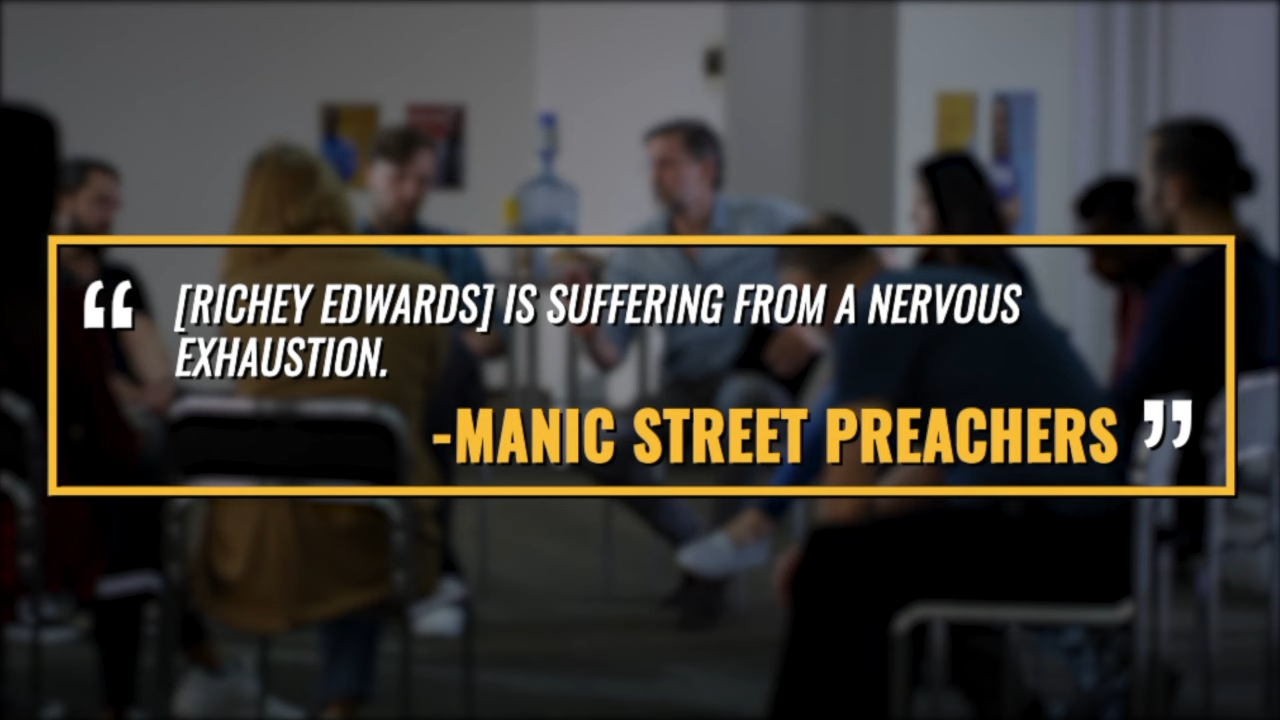 “ [RICHEY EDWARDS] IS SUFFERING FROM A NERVOUS
EXHAUSTION.
-MANIC STREET PREACHERS ”